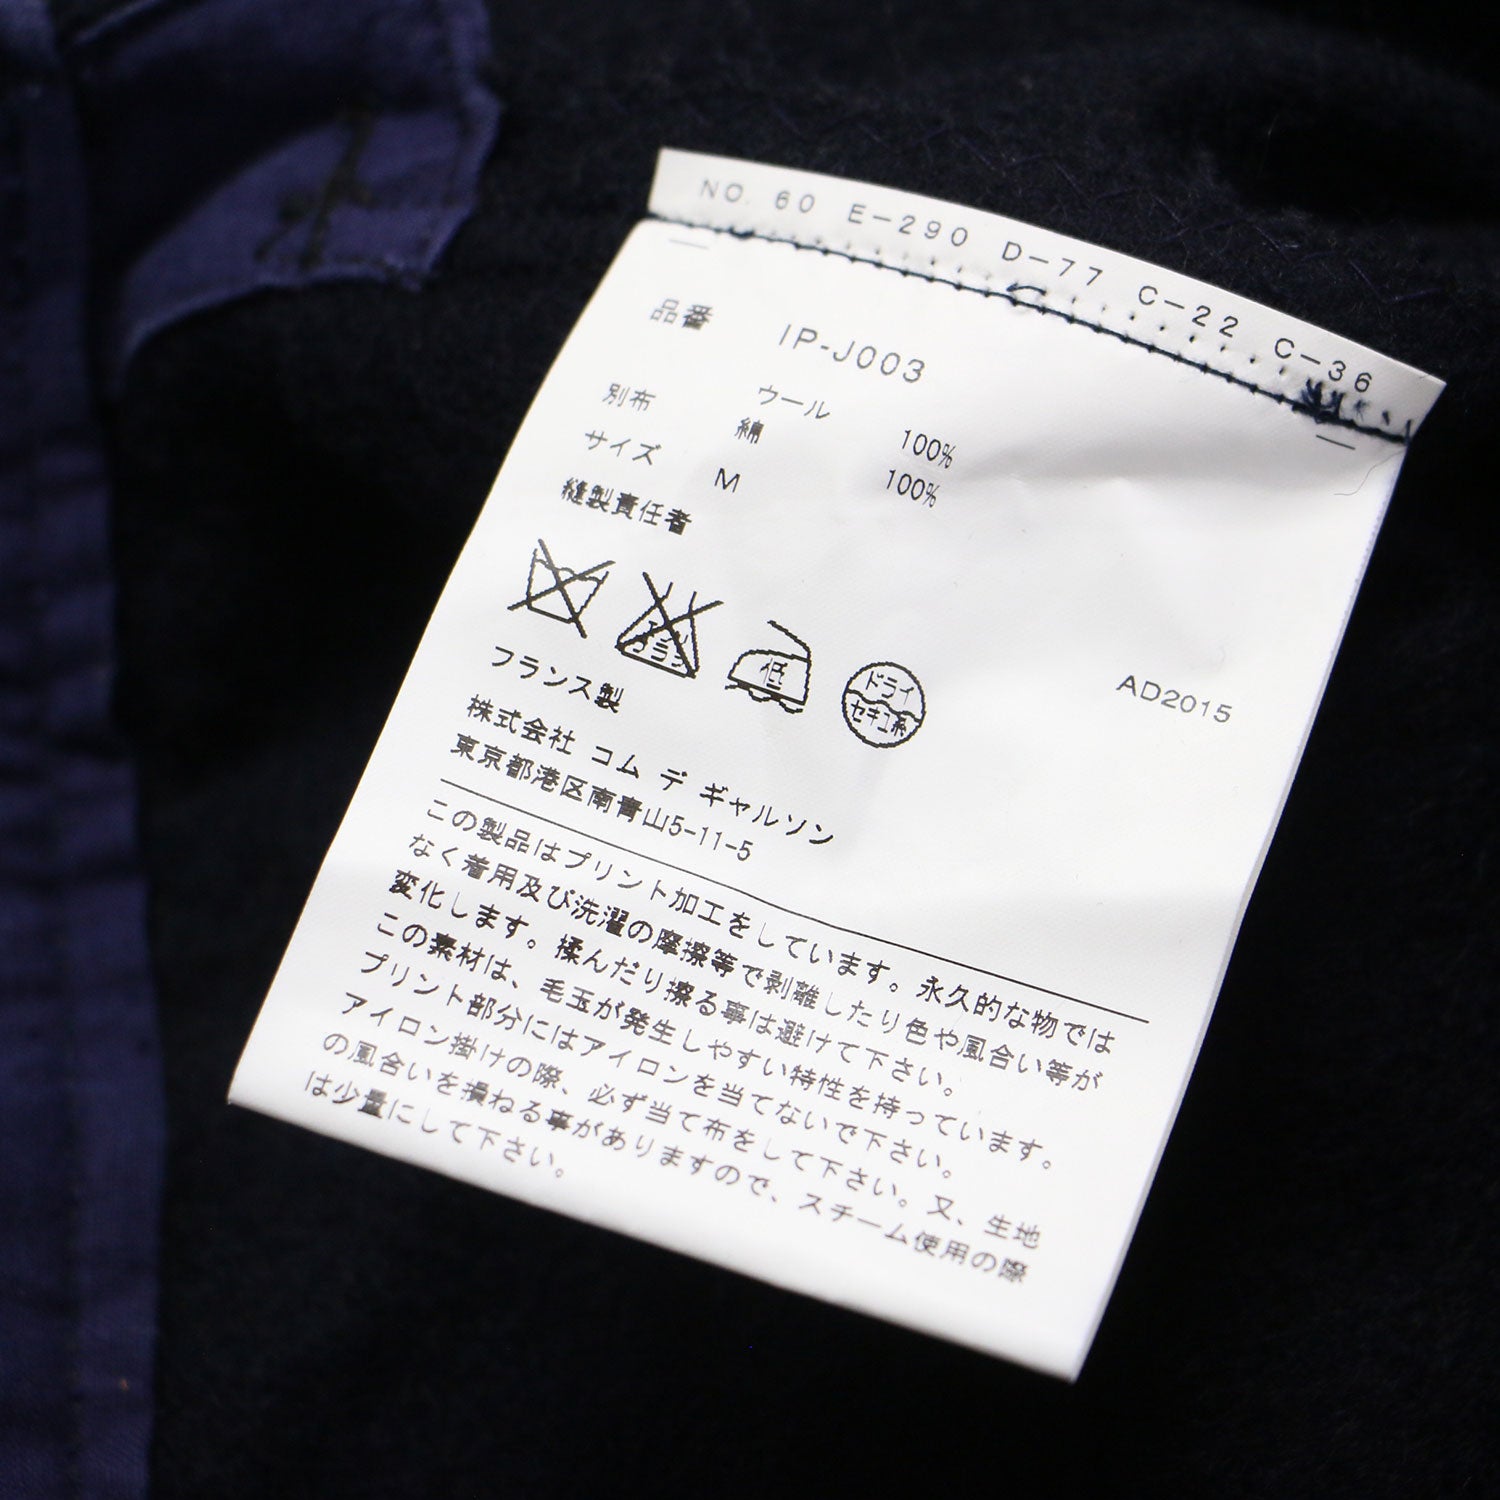 NO. 60 E-290 D-77 C-22 C-36
品番 IP-J003
ウール 100%
別布 綿 100%
サイズ M
縫製責任者
エンソ
サラシ
低
ドライ
セキユ系
AD2015
フランス製
株式会社 コム デ ギャルソン
東京都港区南青山5-11-5
この製品はプリント加工をしています。永久的な物では
なく着用及び洗濯の摩擦等で剥離したり色や風合い等が
変化します。揉んだり擦る事は避けて下さい。
この素材は、毛玉が発生しやすい特性を持っています。
プリント部分にはアイロンを当てないで下さい。
アイロン掛けの際、必ず当て布をして下さい。又、生地
の風合いを損ねる事がありますので、スチーム使用の際
は少量にして下さい。